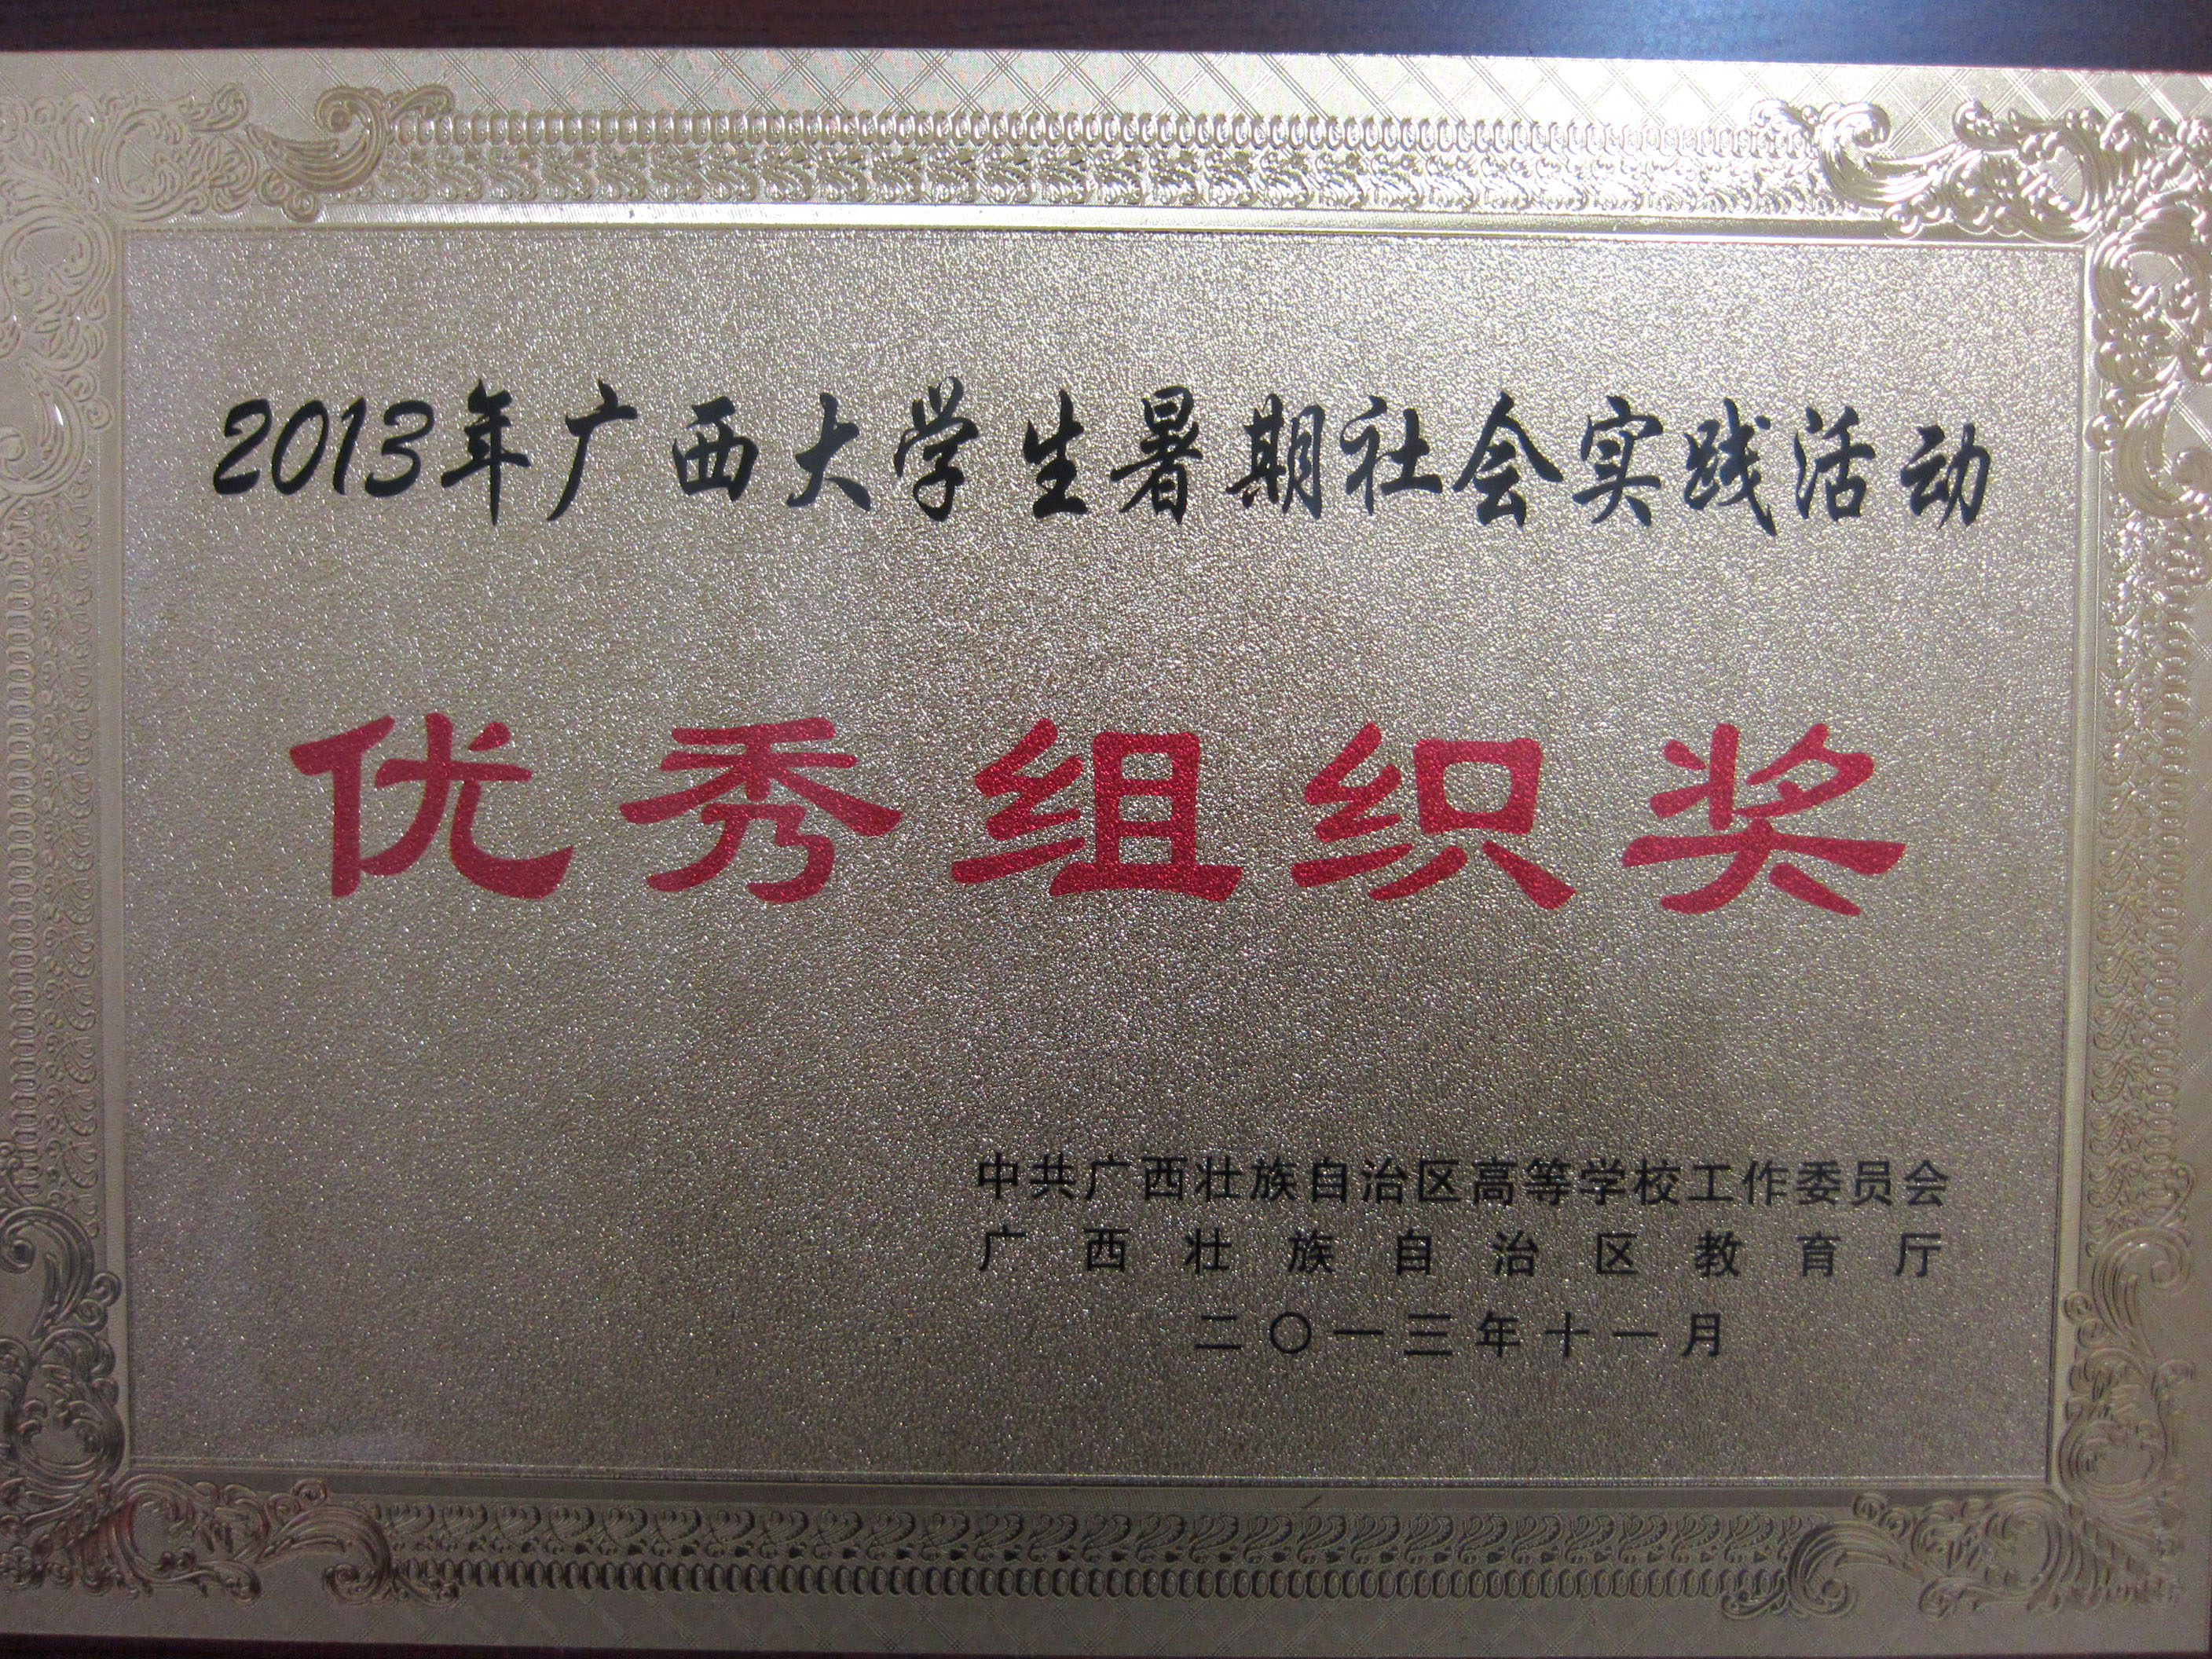 2013年广西大学生暑期社会实践活动
优秀组织奖
中共广西壮族自治区高等学校工作委员会
广西壮族自治区教育厅
二〇一三年十一月